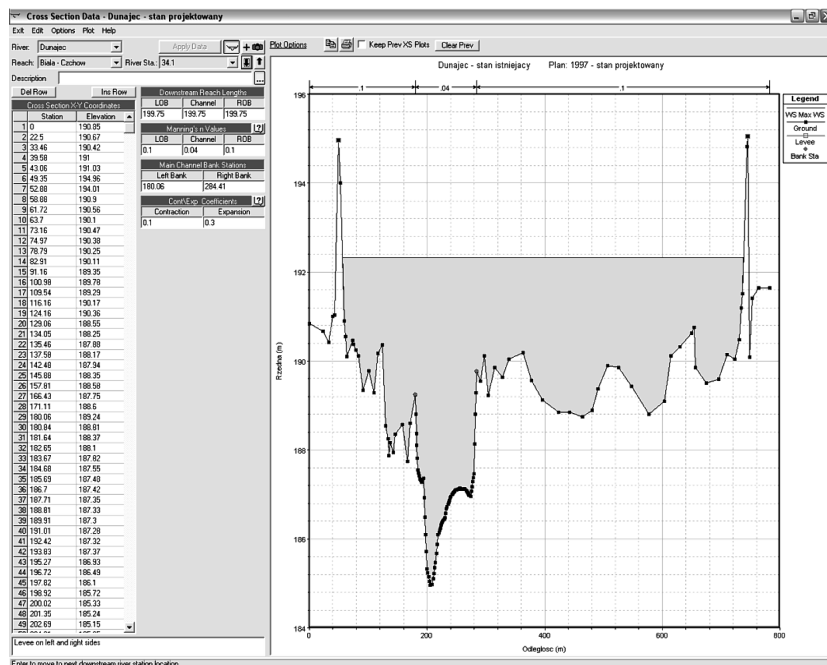 Cross Section Data - Dunajec - stan projektowany
Exit Edit Options Plot Help
River: Dunajec Apply Data
Reach: Biala - Czchow River Sta.: 34.1
Description ...
Del Row Ins Row
Cross Section X-Y Coordinates
Station Elevation
1 0 190.85
2 22.5 190.67
3 33.46 190.42
4 39.58 191
5 43.06 191.03
6 49.35 194.96
7 52.88 194.01
8 58.88 190.9
9 61.72 190.56
10 63.7 190.1
11 73.16 190.47
12 74.97 190.38
13 78.79 190.25
14 82.91 190.11
15 91.16 189.35
16 100.98 189.78
17 109.54 189.29
18 116.16 190.17
19 124.16 190.36
20 129.06 188.55
21 134.05 188.25
22 135.46 187.88
23 137.58 188.17
24 142.48 187.94
25 145.88 188.35
26 157.81 188.58
27 166.43 187.75
28 171.11 188.6
29 180.06 189.24
30 180.84 188.81
31 181.64 188.37
32 182.65 188.1
33 183.67 187.82
34 184.68 187.55
35 185.69 187.48
36 186.7 187.42
37 187.71 187.35
38 188.81 187.33
39 189.91 187.3
40 191.01 187.28
41 192.42 187.32
42 193.83 187.37
43 195.27 186.93
44 196.72 186.49
45 197.82 186.1
46 198.92 185.72
47 200.02 185.33
48 201.35 185.24
49 202.69 185.15
Downstream Reach Lengths
LOB Channel ROB
199.75 199.75 199.75
Manning's n Values ?
LOB Channel ROB
0.1 0.04 0.1
Main Channel Bank Stations
Left Bank Right Bank
180.06 284.41
Cont\Exp Coefficients ?
Contraction Expansion
0.1 0.3
Levee on left and right sides
Enter to move to next downstream river station location
Plot Options Keep Prev XS Plots Clear Prev
Dunajec - stan istniejacy Plan: 1997 - stan projektowany
.1 .04 .1
Legend
WS Max WS
Ground
Levee
Bank Sta
196
194
192
190
188
186
184
Rzedna (m)
0 200 400 600 800
Odleglosc (m)